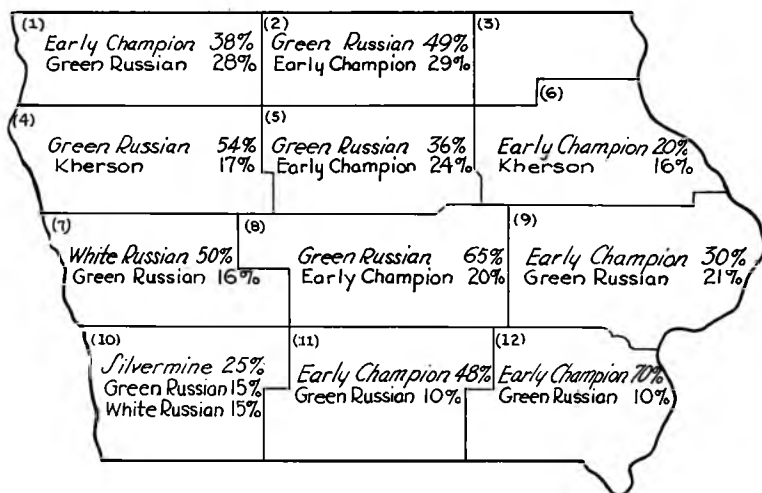 (1)
Early Champion 38%
Green Russian 28%
(2)
Green Russian 49%
Early Champion 29%
(3)
(4)
Green Russian 54%
Kherson 17%
(5)
Green Russian 36%
Early Champion 24%
(6)
Early Champion 20%
Kherson 16%
(7)
White Russian 50%
Green Russian 16%
(8)
Green Russian 65%
Early Champion 20%
(9)
Early Champion 30%
Green Russian 21%
(10)
Silvermine 25%
Green Russian 15%
White Russian 15%
(11)
Early Champion 48%
Green Russian 10%
(12)
Early Champion 70%
Green Russian 10%